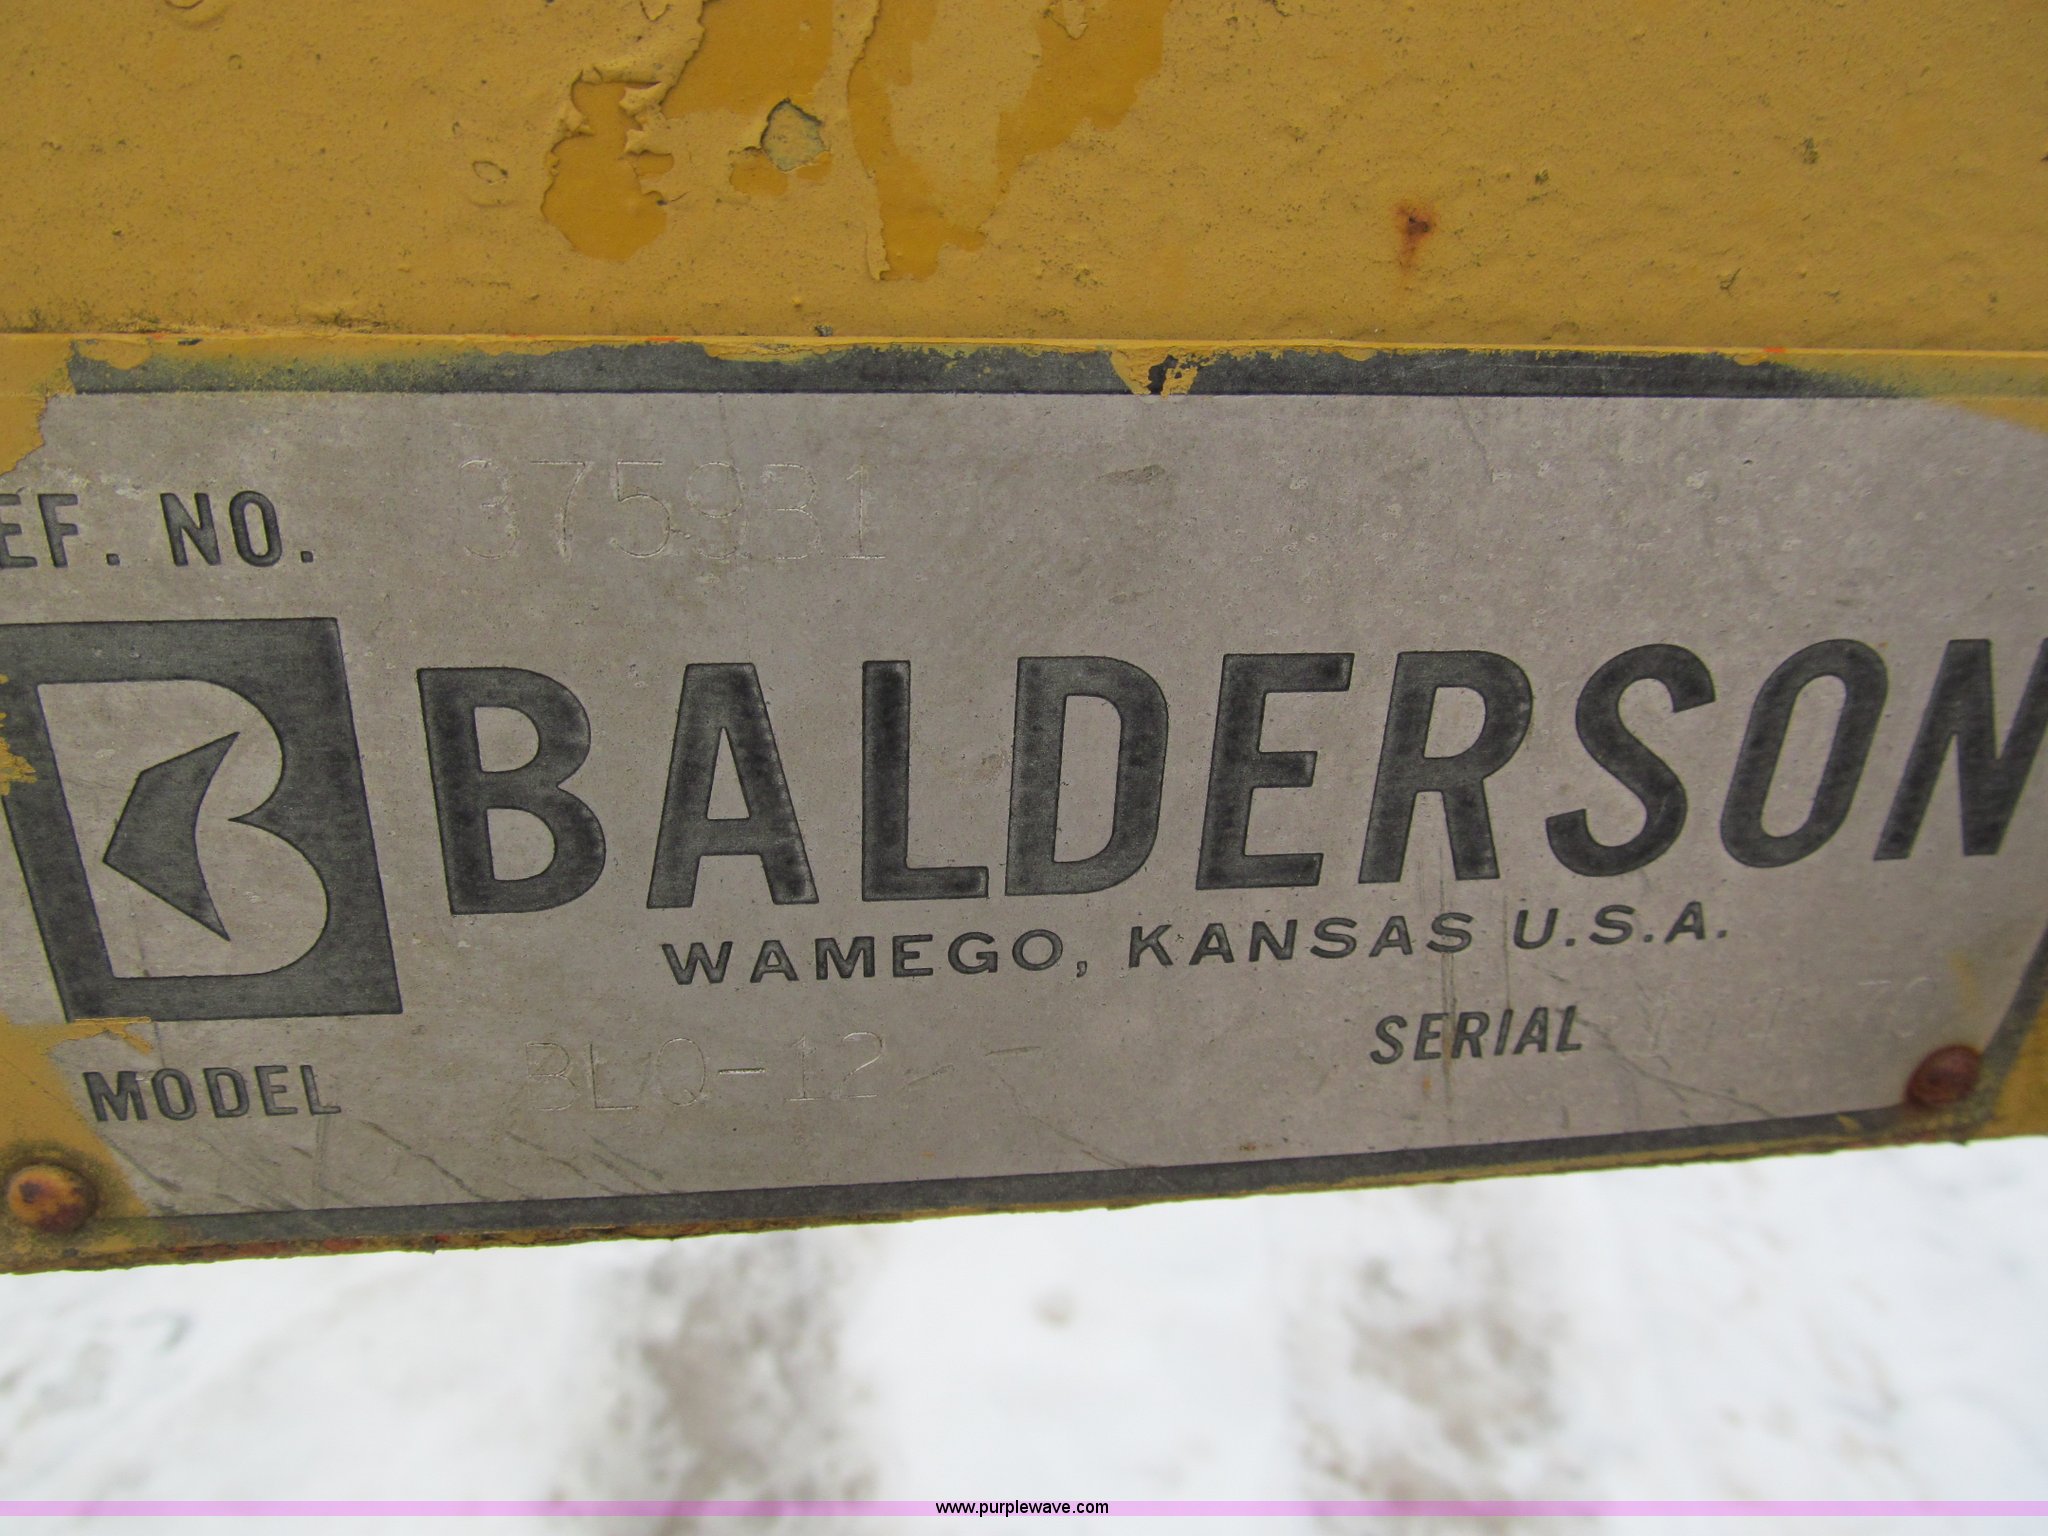 EF. NO. 375931
BALDERSON
WAMEGO, KANSAS U.S.A.
MODEL BLQ-12 SERIAL
www.purplewave.com